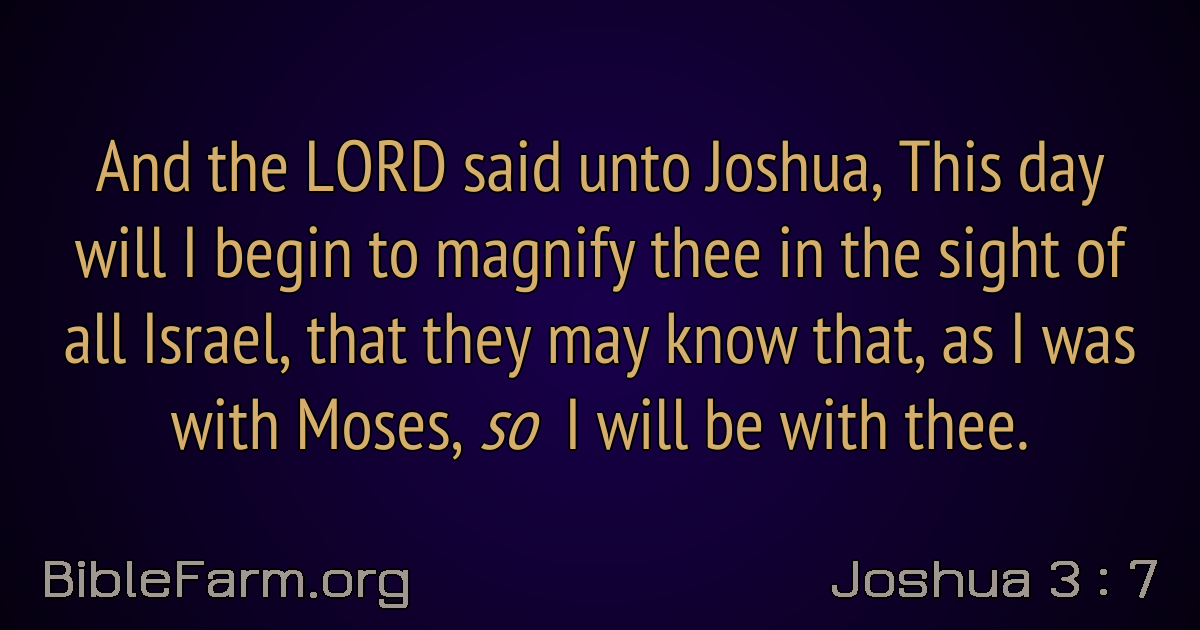 And the LORD said unto Joshua, This day
will I begin to magnify thee in the sight of
all Israel, that they may know that, as I was
with Moses, so I will be with thee.
BibleFarm.org
Joshua 3 : 7